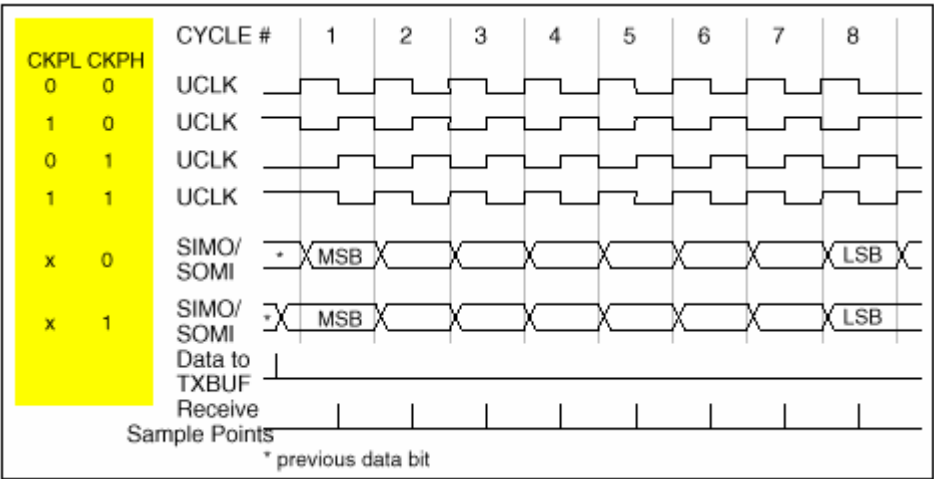 CYCLE # 1 2 3 4 5 6 7 8
CKPL CKPH
0 0 UCLK
1 0 UCLK
0 1 UCLK
1 1 UCLK
x 0 SIMO/ SOMI * MSB LSB
x 1 SIMO/ SOMI * MSB LSB
Data to
TXBUF
Receive
Sample Points
* previous data bit